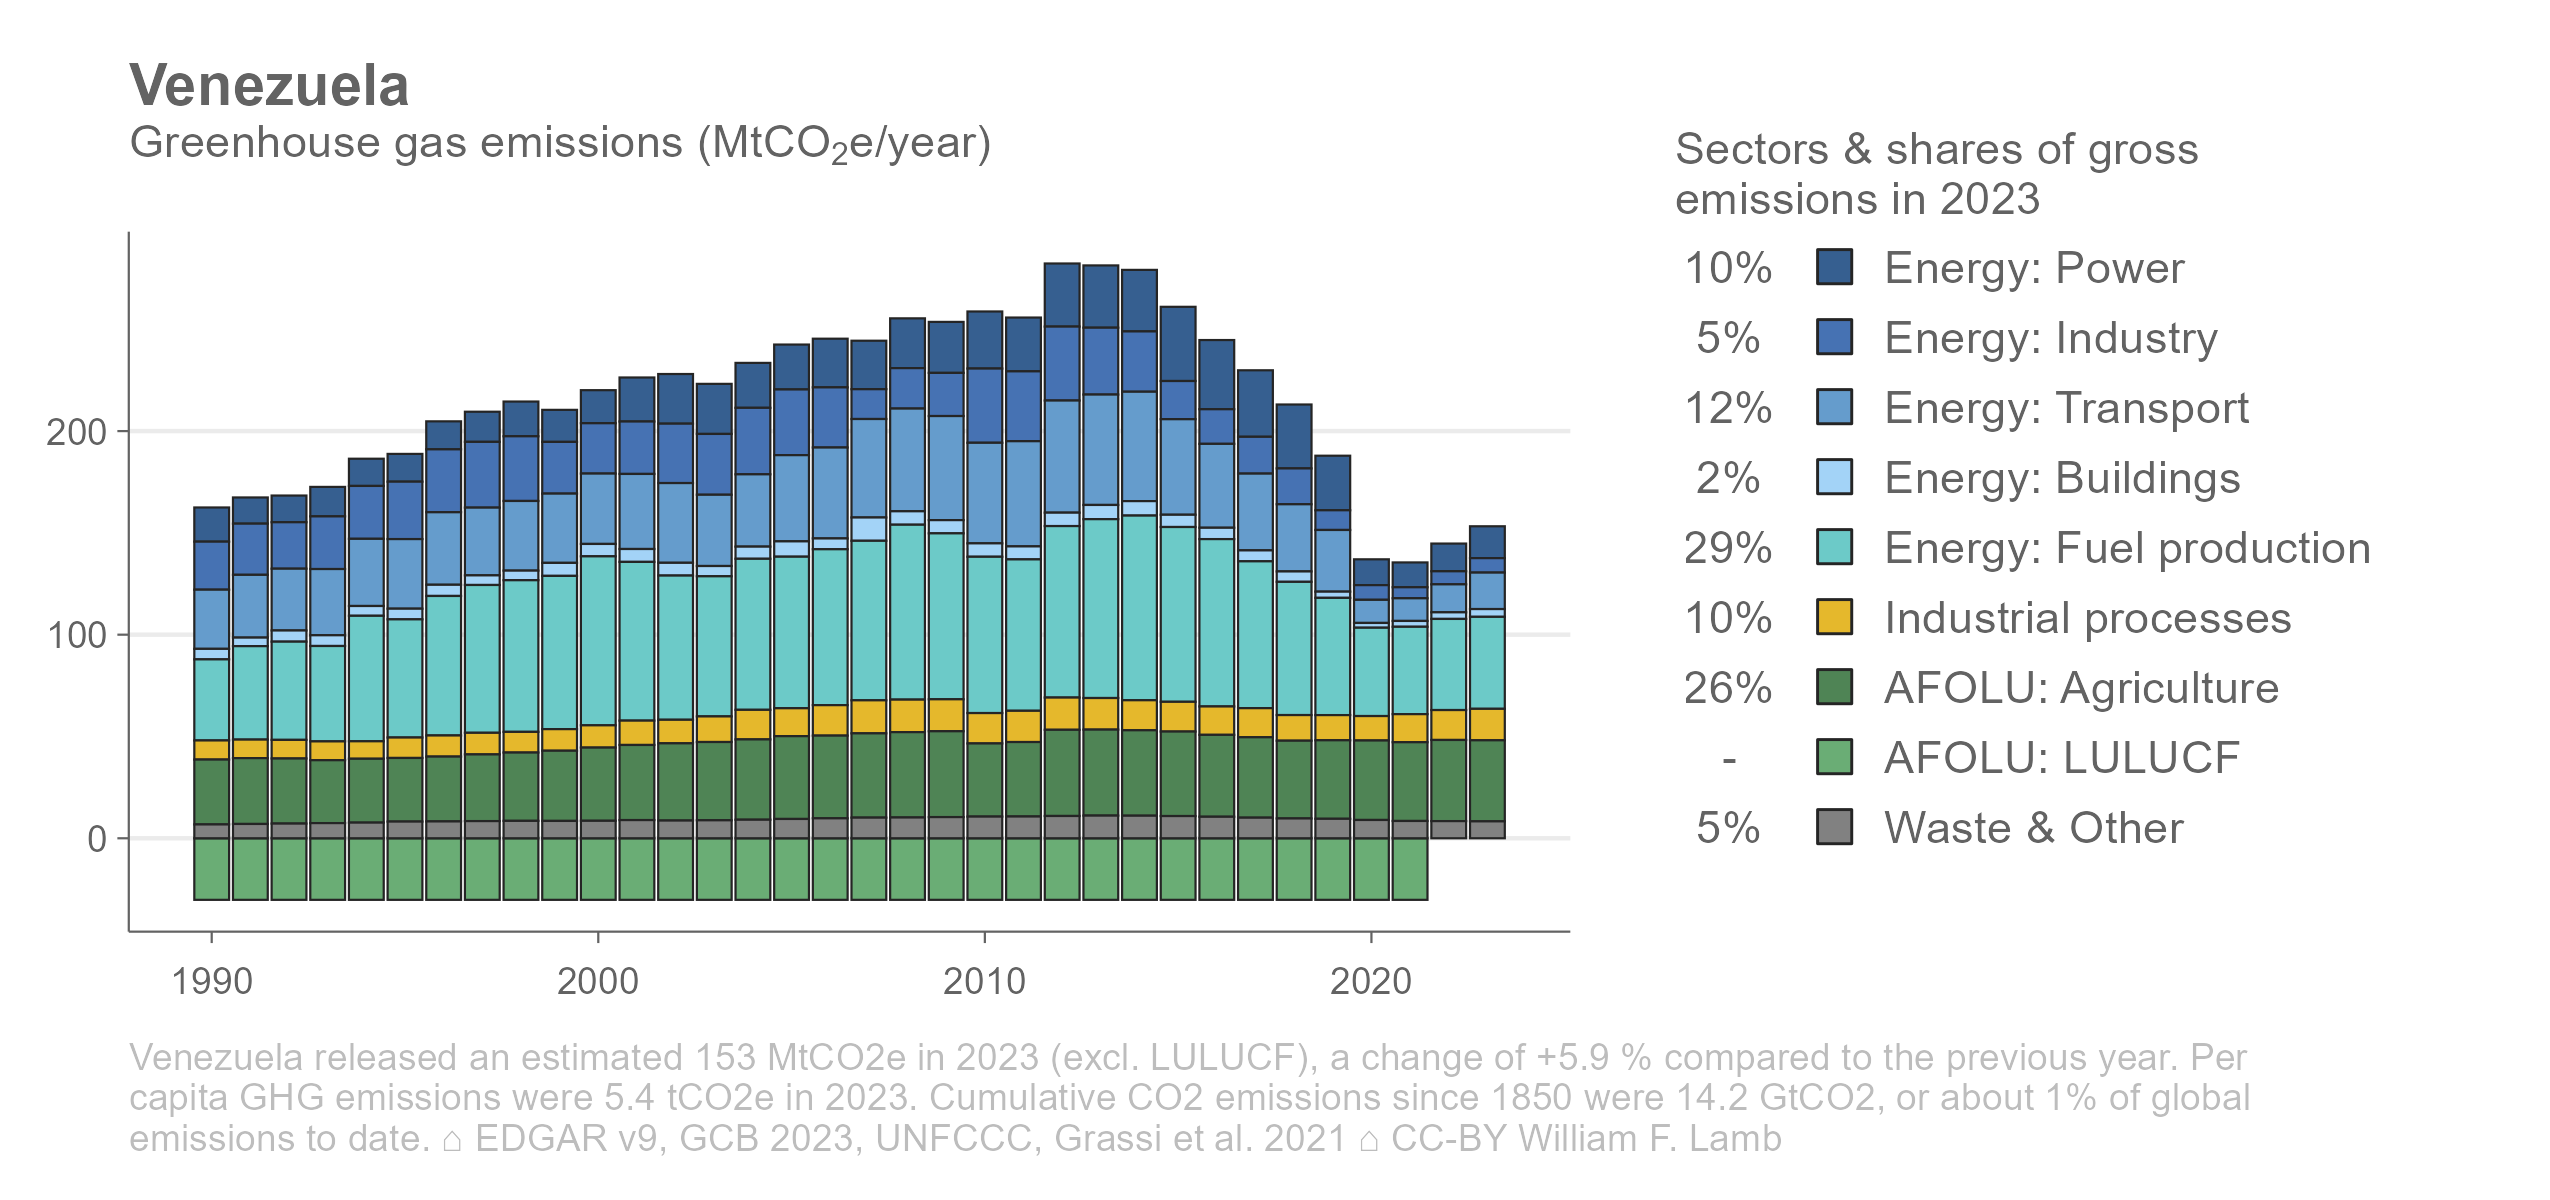 Venezuela
Greenhouse gas emissions (MtCO₂e/year)
Sectors & shares of gross
emissions in 2023
10% Energy: Power
5% Energy: Industry
12% Energy: Transport
2% Energy: Buildings
29% Energy: Fuel production
10% Industrial processes
26% AFOLU: Agriculture
- AFOLU: LULUCF
5% Waste & Other
200
100
0
1990 2000 2010 2020
Venezuela released an estimated 153 MtCO2e in 2023 (excl. LULUCF), a change of +5.9 % compared to the previous year. Per
capita GHG emissions were 5.4 tCO2e in 2023. Cumulative CO2 emissions since 1850 were 14.2 GtCO2, or about 1% of global
emissions to date. ⌂ EDGAR v9, GCB 2023, UNFCCC, Grassi et al. 2021 ⌂ CC-BY William F. Lamb